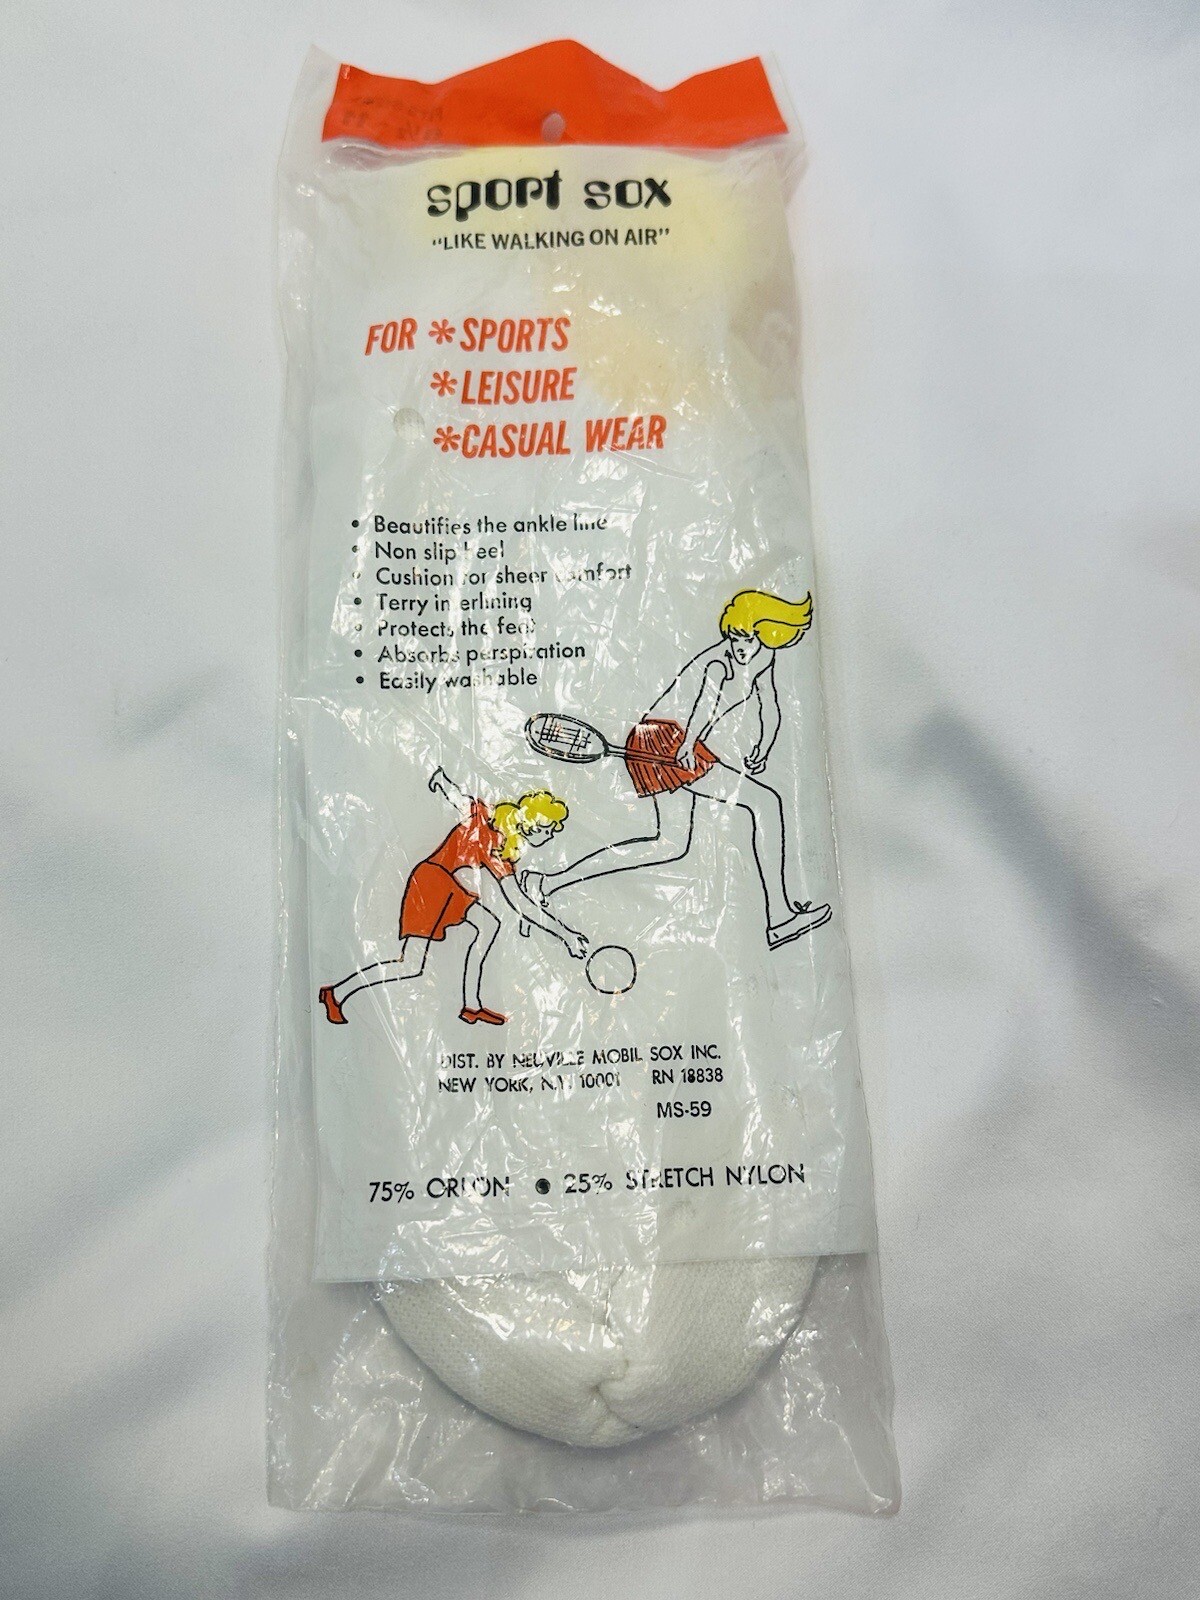 sport sox
"LIKE WALKING ON AIR"
FOR * SPORTS
* LEISURE
* CASUAL WEAR
• Beautifies the ankle line
• Non slip heel
• Cushion for sheer comfort
• Terry interlining
• Protects the feet
• Absorbs perspiration
• Easily washable
DIST. BY NEUVILLE MOBIL SOX INC.
NEW YORK, N.Y. 10001 RN 18838
MS-59
75% ORLON • 25% STRETCH NYLON